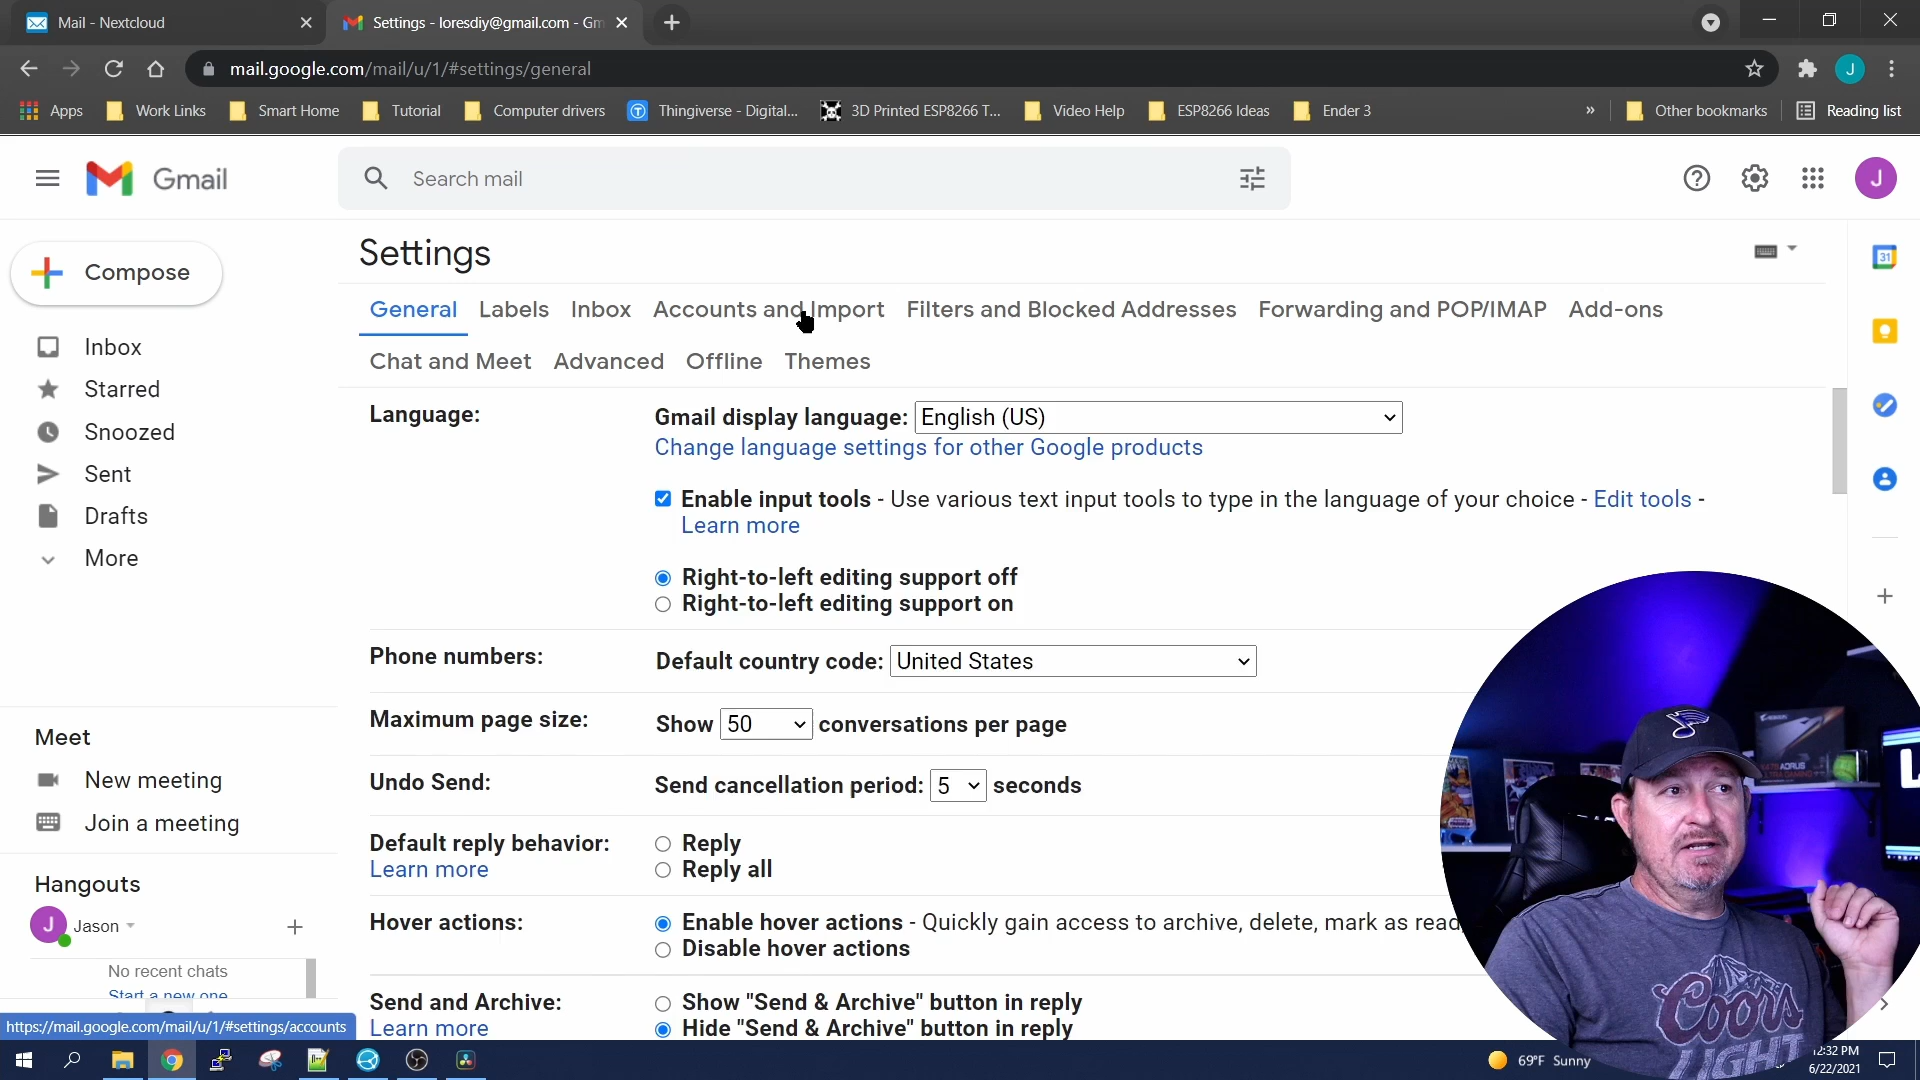 Mail - Nextcloud
Settings - loresdiy@gmail.com - Gm
mail.google.com/mail/u/1/#settings/general
J
Apps
Work Links
Smart Home
Tutorial
Computer drivers
Thingiverse - Digital...
3D Printed ESP8266 T...
Video Help
ESP8266 Ideas
Ender 3
»
Other bookmarks
Reading list
Gmail
Search mail
J
Compose
Settings
General
Labels
Inbox
Accounts and Import
Filters and Blocked Addresses
Forwarding and POP/IMAP
Add-ons
Chat and Meet
Advanced
Offline
Themes
31
Inbox
Starred
Snoozed
Sent
Drafts
More
Meet
New meeting
Join a meeting
Hangouts
J
Jason
No recent chats
Start a new one
Language:
Gmail display language: English (US)
Change language settings for other Google products
Enable input tools - Use various text input tools to type in the language of your choice - Edit tools -
Learn more
Right-to-left editing support off
Right-to-left editing support on
Phone numbers:
Default country code: United States
Maximum page size:
Show 50 conversations per page
Undo Send:
Send cancellation period: 5 seconds
Default reply behavior:
Learn more
Reply
Reply all
Hover actions:
Enable hover actions - Quickly gain access to archive, delete, mark as read,
Disable hover actions
Send and Archive:
Learn more
Show "Send & Archive" button in reply
Hide "Send & Archive" button in reply
https://mail.google.com/mail/u/1/#settings/accounts
AORUS
Coors
LIGHT
69°F Sunny
12:32 PM
6/22/2021